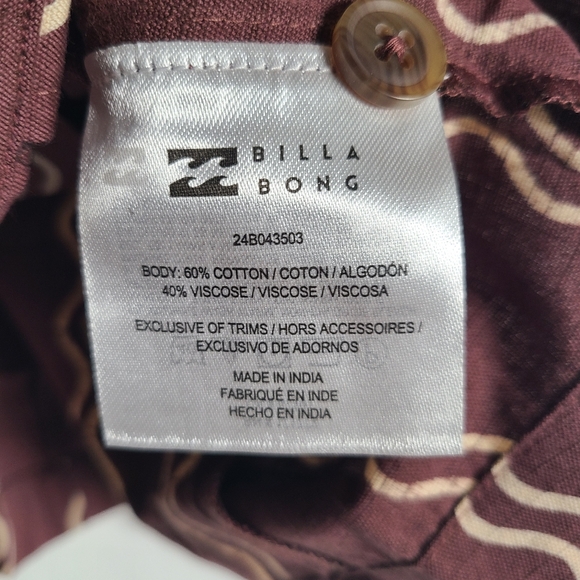 BILLA
BONG
24B043503
BODY: 60% COTTON / COTON / ALGODÓN
40% VISCOSE / VISCOSE / VISCOSA
EXCLUSIVE OF TRIMS / HORS ACCESSOIRES /
EXCLUSIVO DE ADORNOS
MADE IN INDIA
FABRIQUÉ EN INDE
HECHO EN INDIA